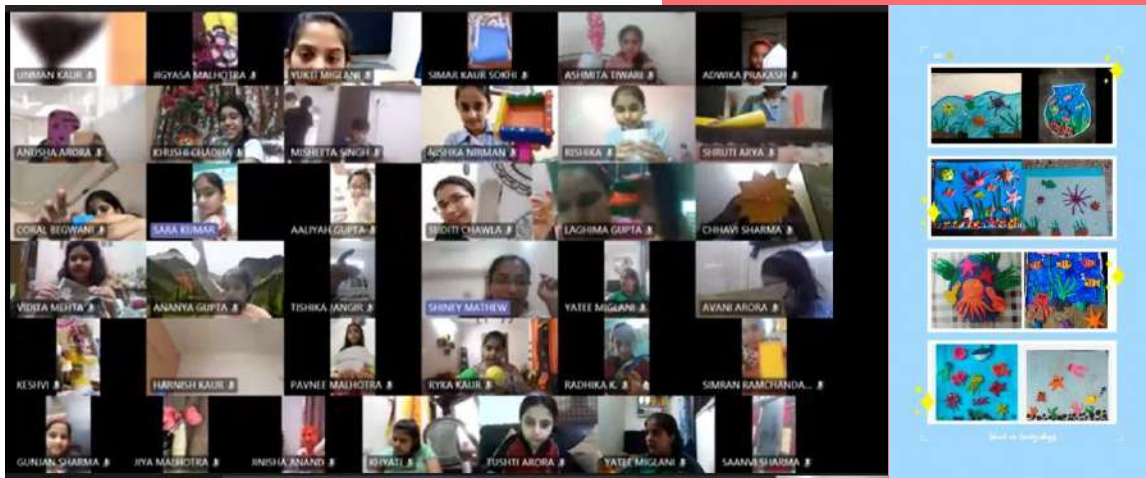 UNMAN KAUR
JIGYASA MALHOTRA
YUKTI MIGLANI
SIMAR KAUR SOKHI
ASHMITA TIWARI
ADWIKA PRAKASH
ANUSHA ARORA
KHUSHI CHADHA
MISHEETA SINGH
NISHKA NIRMAN
RISHIKA
SHRUTI ARYA
CORAL BEGWANI
SARA KUMAR
AALIYAH GUPTA
SUDITI CHAWLA
LAGHIMA GUPTA
CHHAVI SHARMA
VIDITA MEHTA
ANANYA GUPTA
TISHIKA JANGIR
SHINEY MATHEW
YATEE MIGLANI
AVANI ARORA
KESHVI
HARNISH KAUR
PAVNEE MALHOTRA
RYKA KAUR
RADHIKA K.
SIMRAN RAMCHANDA...
GUNJAN SHARMA
JIYA MALHOTRA
JINISHA ANAND
KHYATI
TUSHTI ARORA
YATEE MIGLANI
SAANVI SHARMA